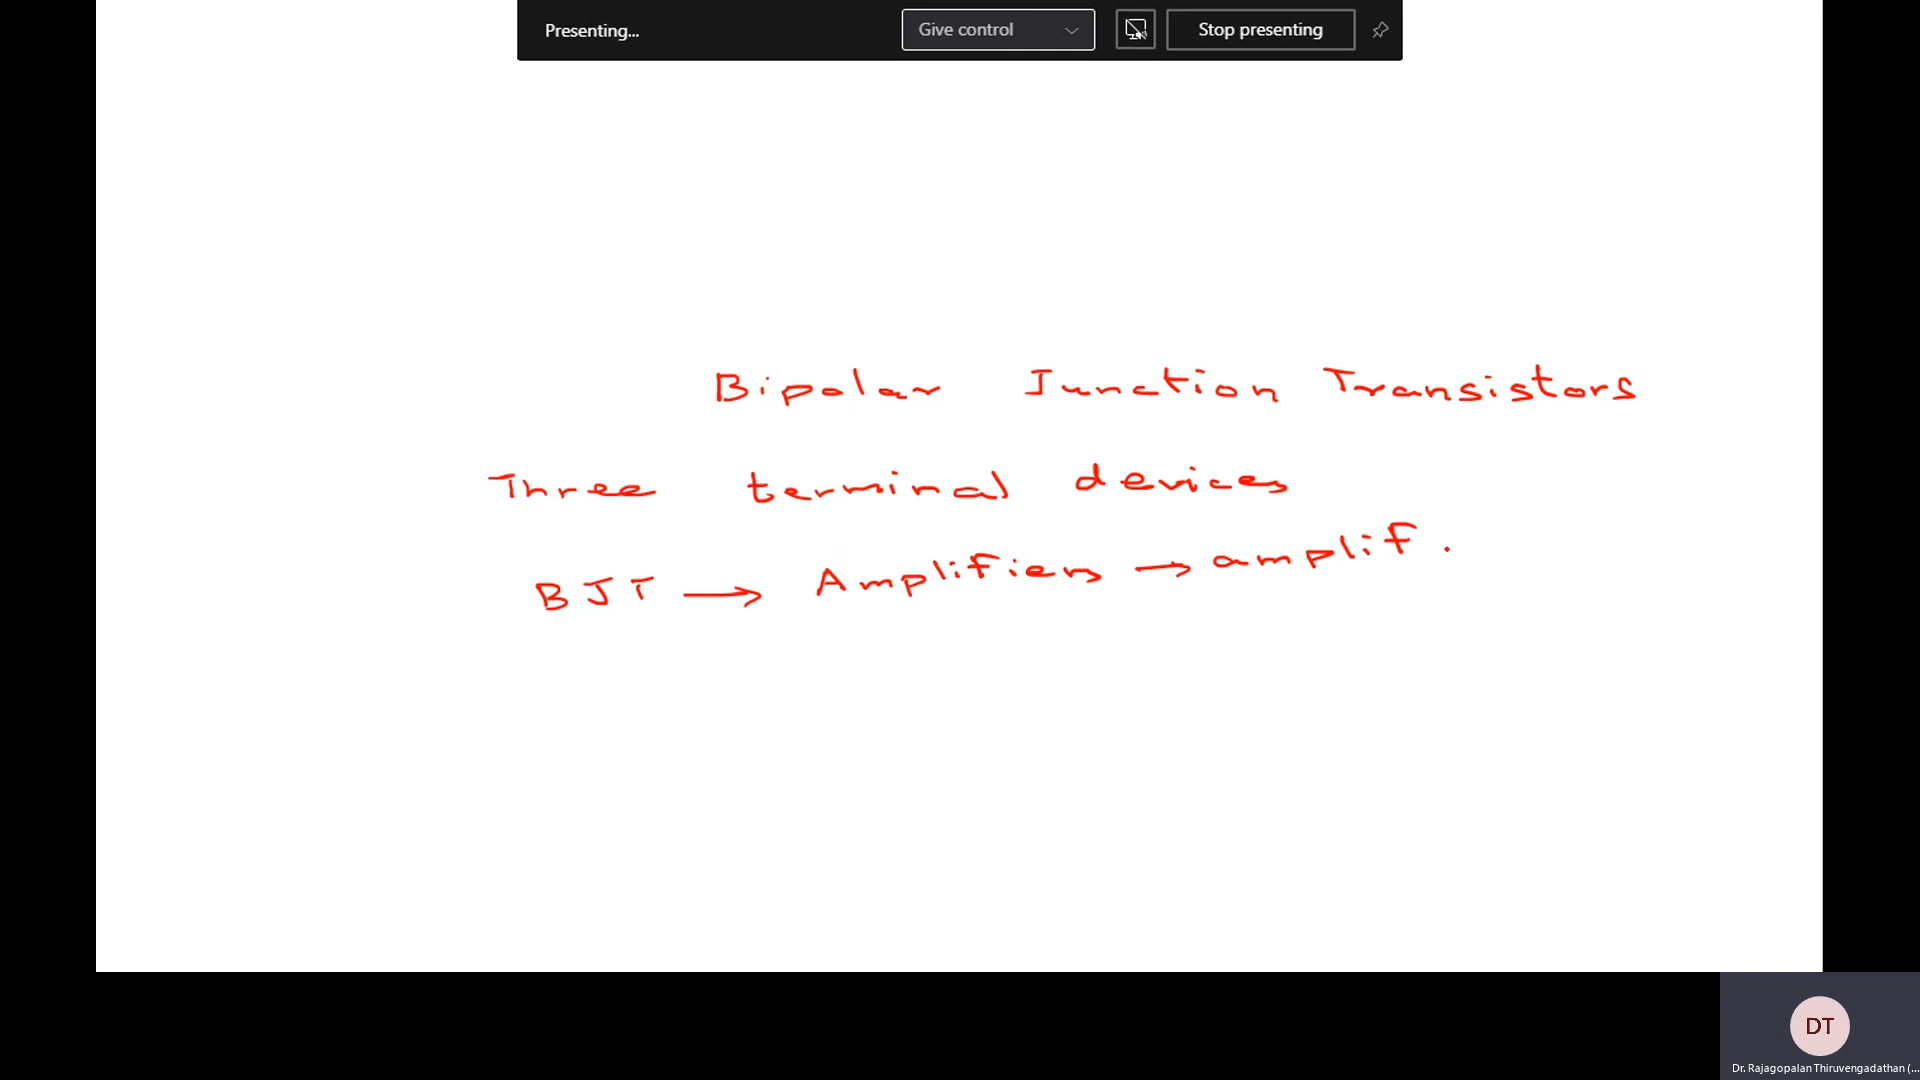 Presenting...
Give control
Stop presenting
Bipolar Junction Transistors
Three terminal devices
BJT → Amplifiers → amplif.
DT
Dr. Rajagopalan Thiruvengadathan (...